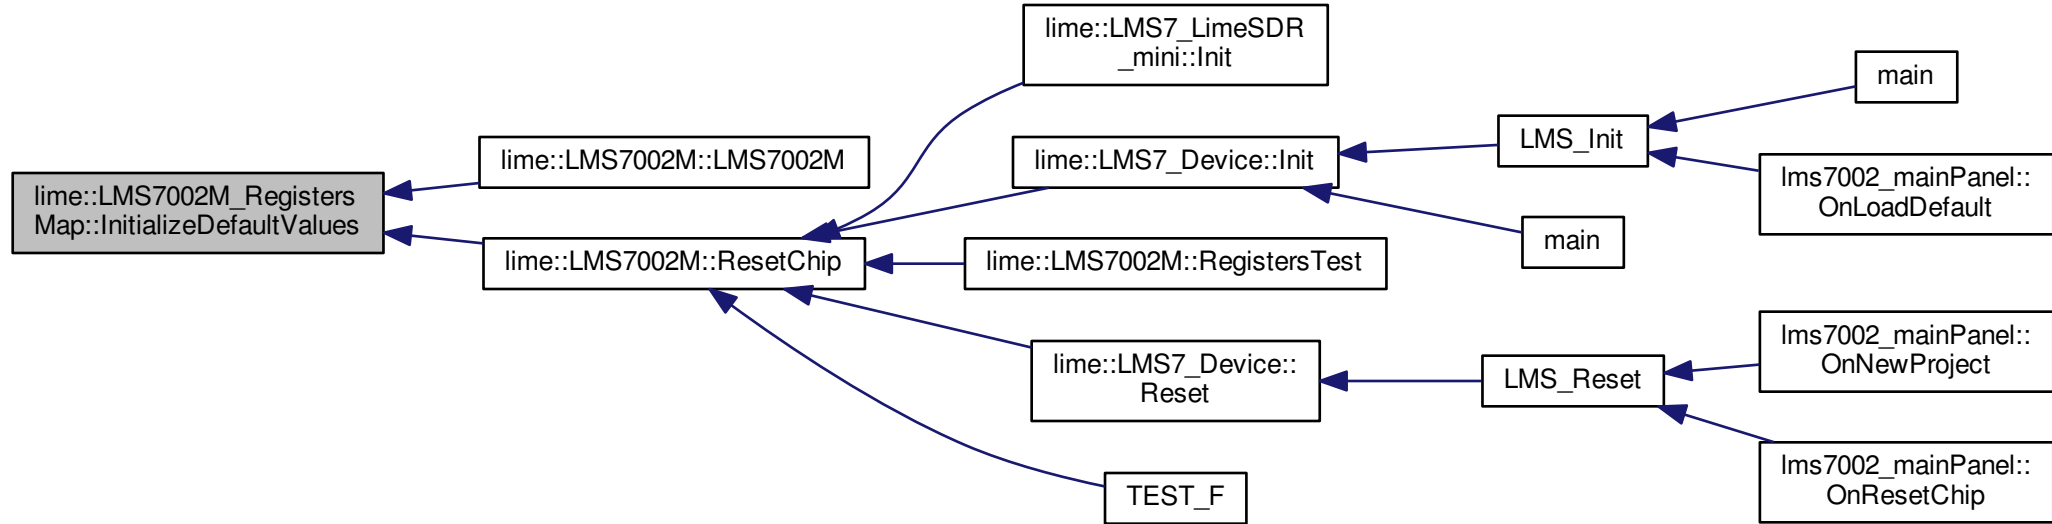 lime::LMS7002M_Registers
Map::InitializeDefaultValues
lime::LMS7002M::LMS7002M
lime::LMS7002M::ResetChip
lime::LMS7_LimeSDR
_mini::Init
lime::LMS7_Device::Init
lime::LMS7002M::RegistersTest
lime::LMS7_Device::
Reset
TEST_F
LMS_Init
main
LMS_Reset
main
lms7002_mainPanel::
OnLoadDefault
lms7002_mainPanel::
OnNewProject
lms7002_mainPanel::
OnResetChip